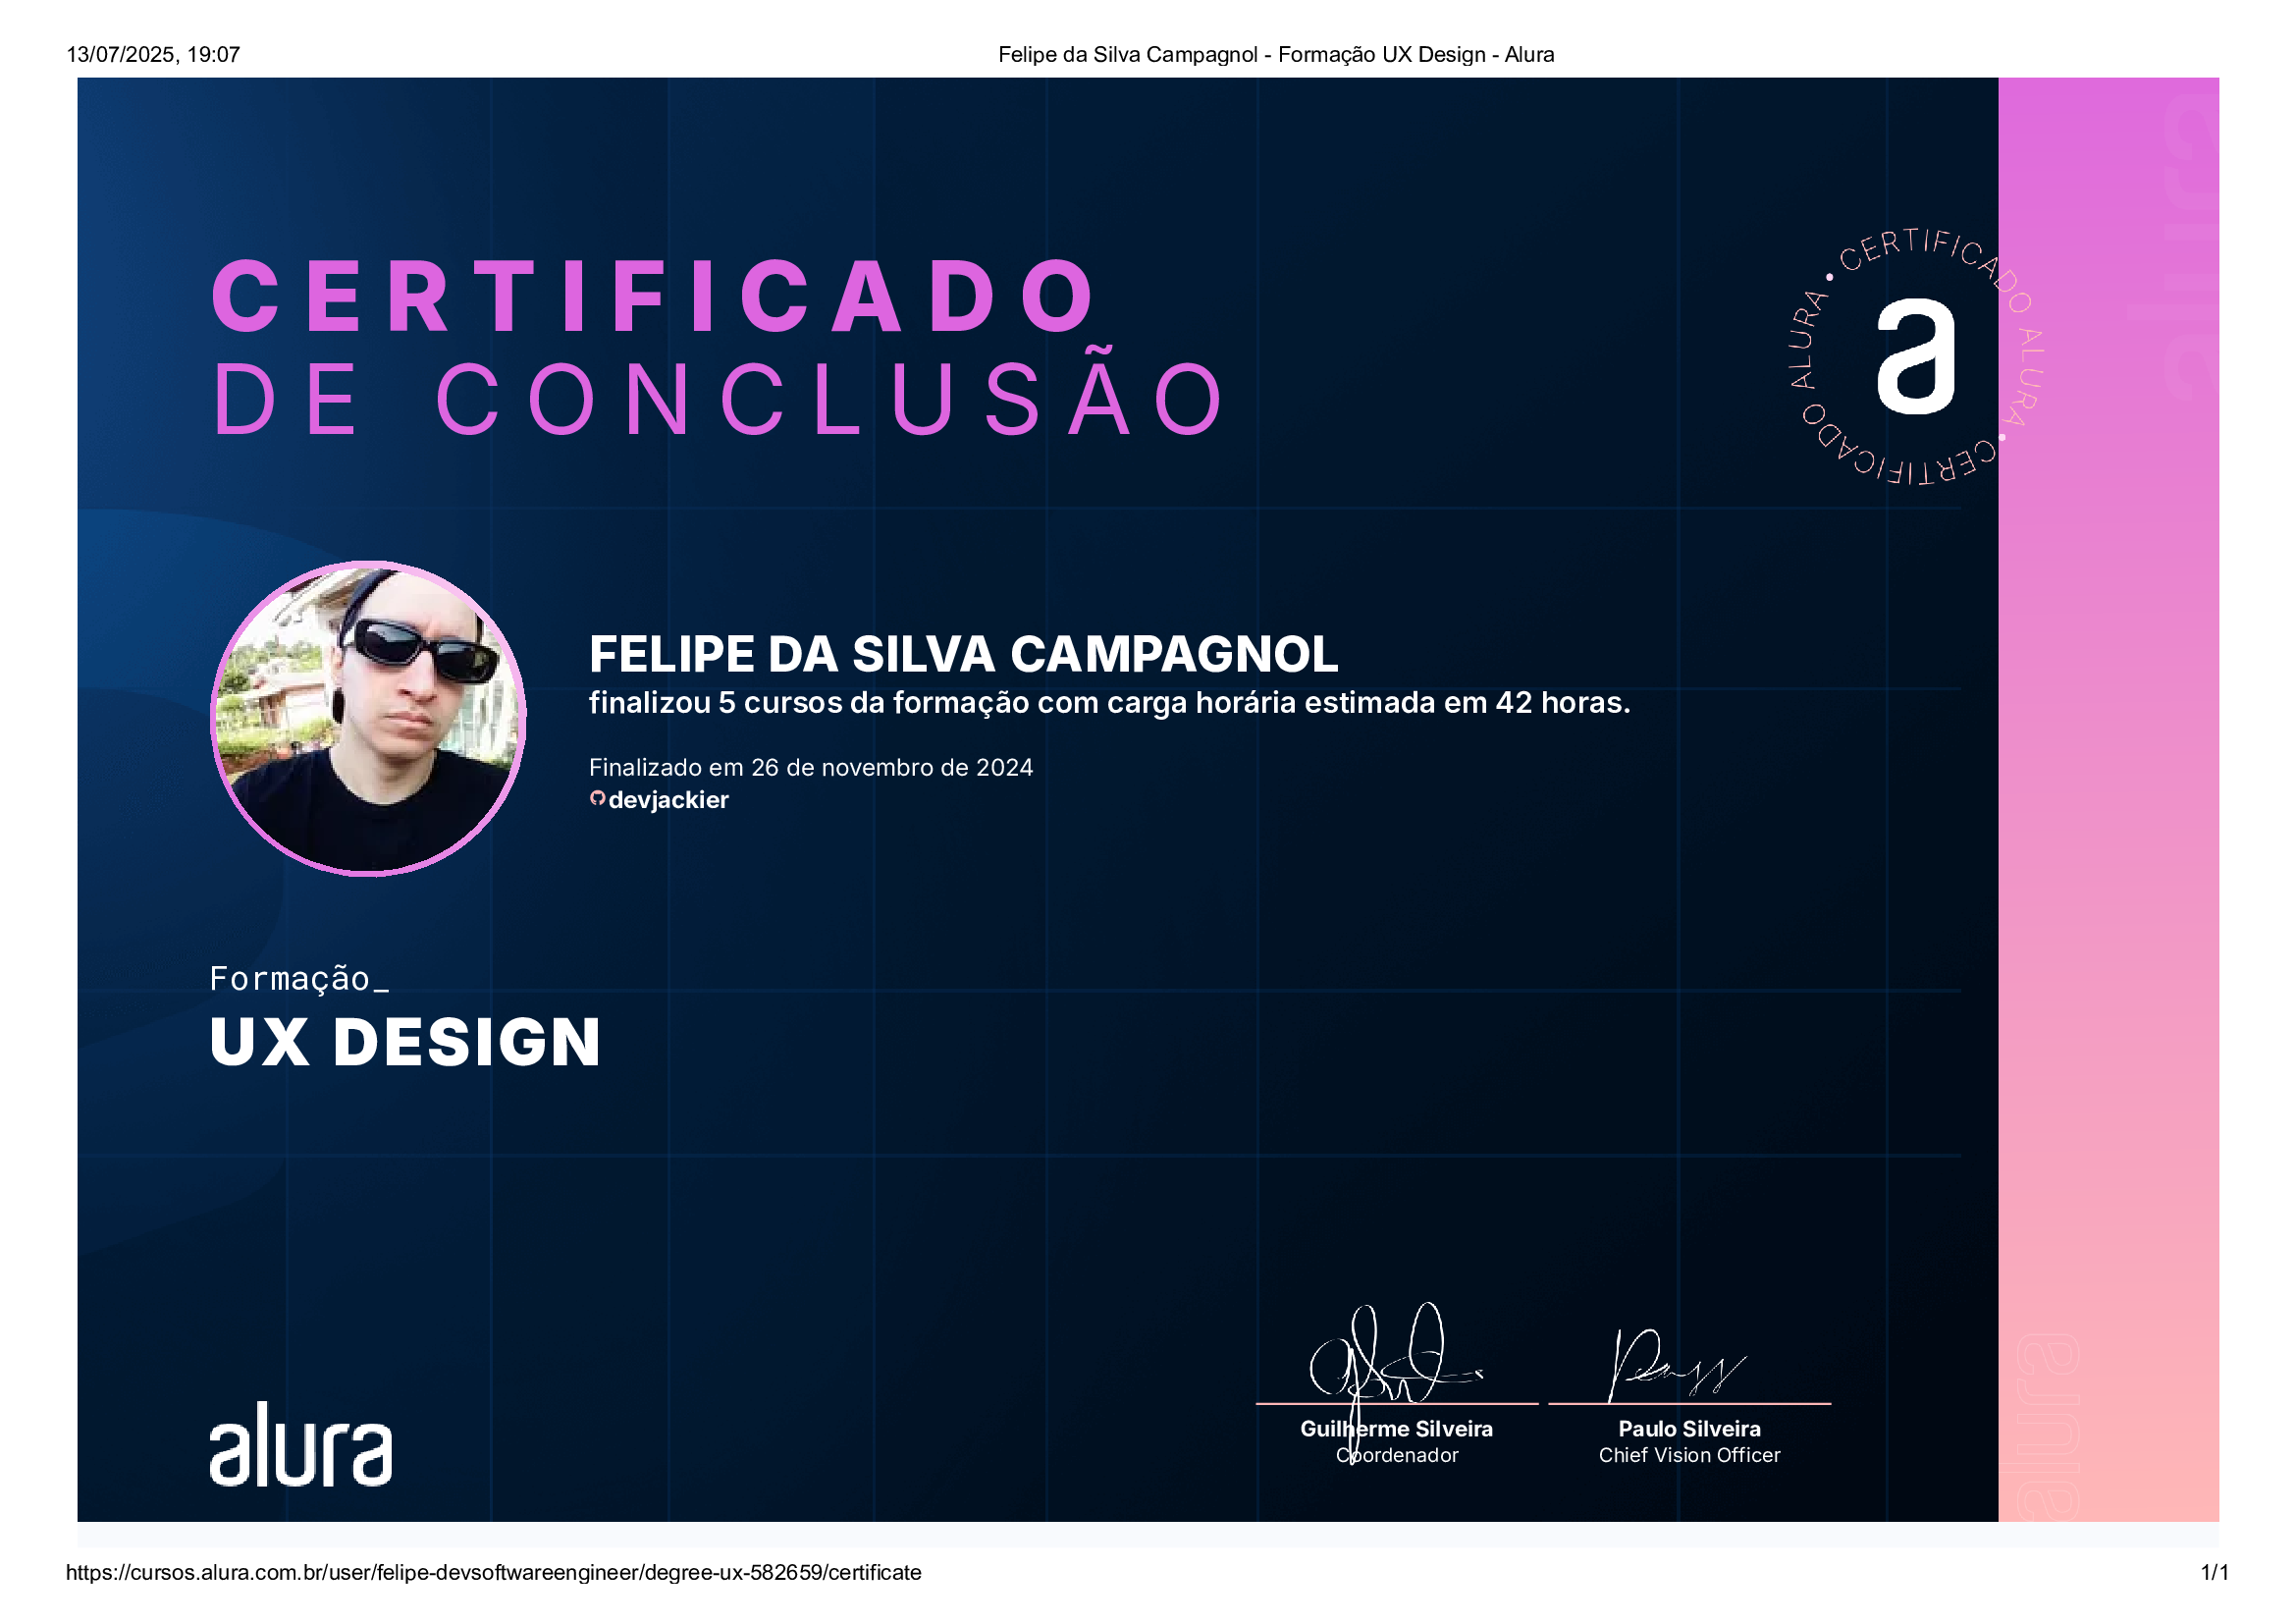 13/07/2025, 19:07
Felipe da Silva Campagnol - Formação UX Design - Alura
CERTIFICADO
DE CONCLUSÃO
• CERTIFICADO ALURA • CERTIFICADO ALURA
a
alura
FELIPE DA SILVA CAMPAGNOL
finalizou 5 cursos da formação com carga horária estimada em 42 horas.
Finalizado em 26 de novembro de 2024
devjackier
Formação_
UX DESIGN
alura
Guilherme Silveira
Coordenador
Paulo Silveira
Chief Vision Officer
alura
https://cursos.alura.com.br/user/felipe-devsoftwareengineer/degree-ux-582659/certificate
1/1